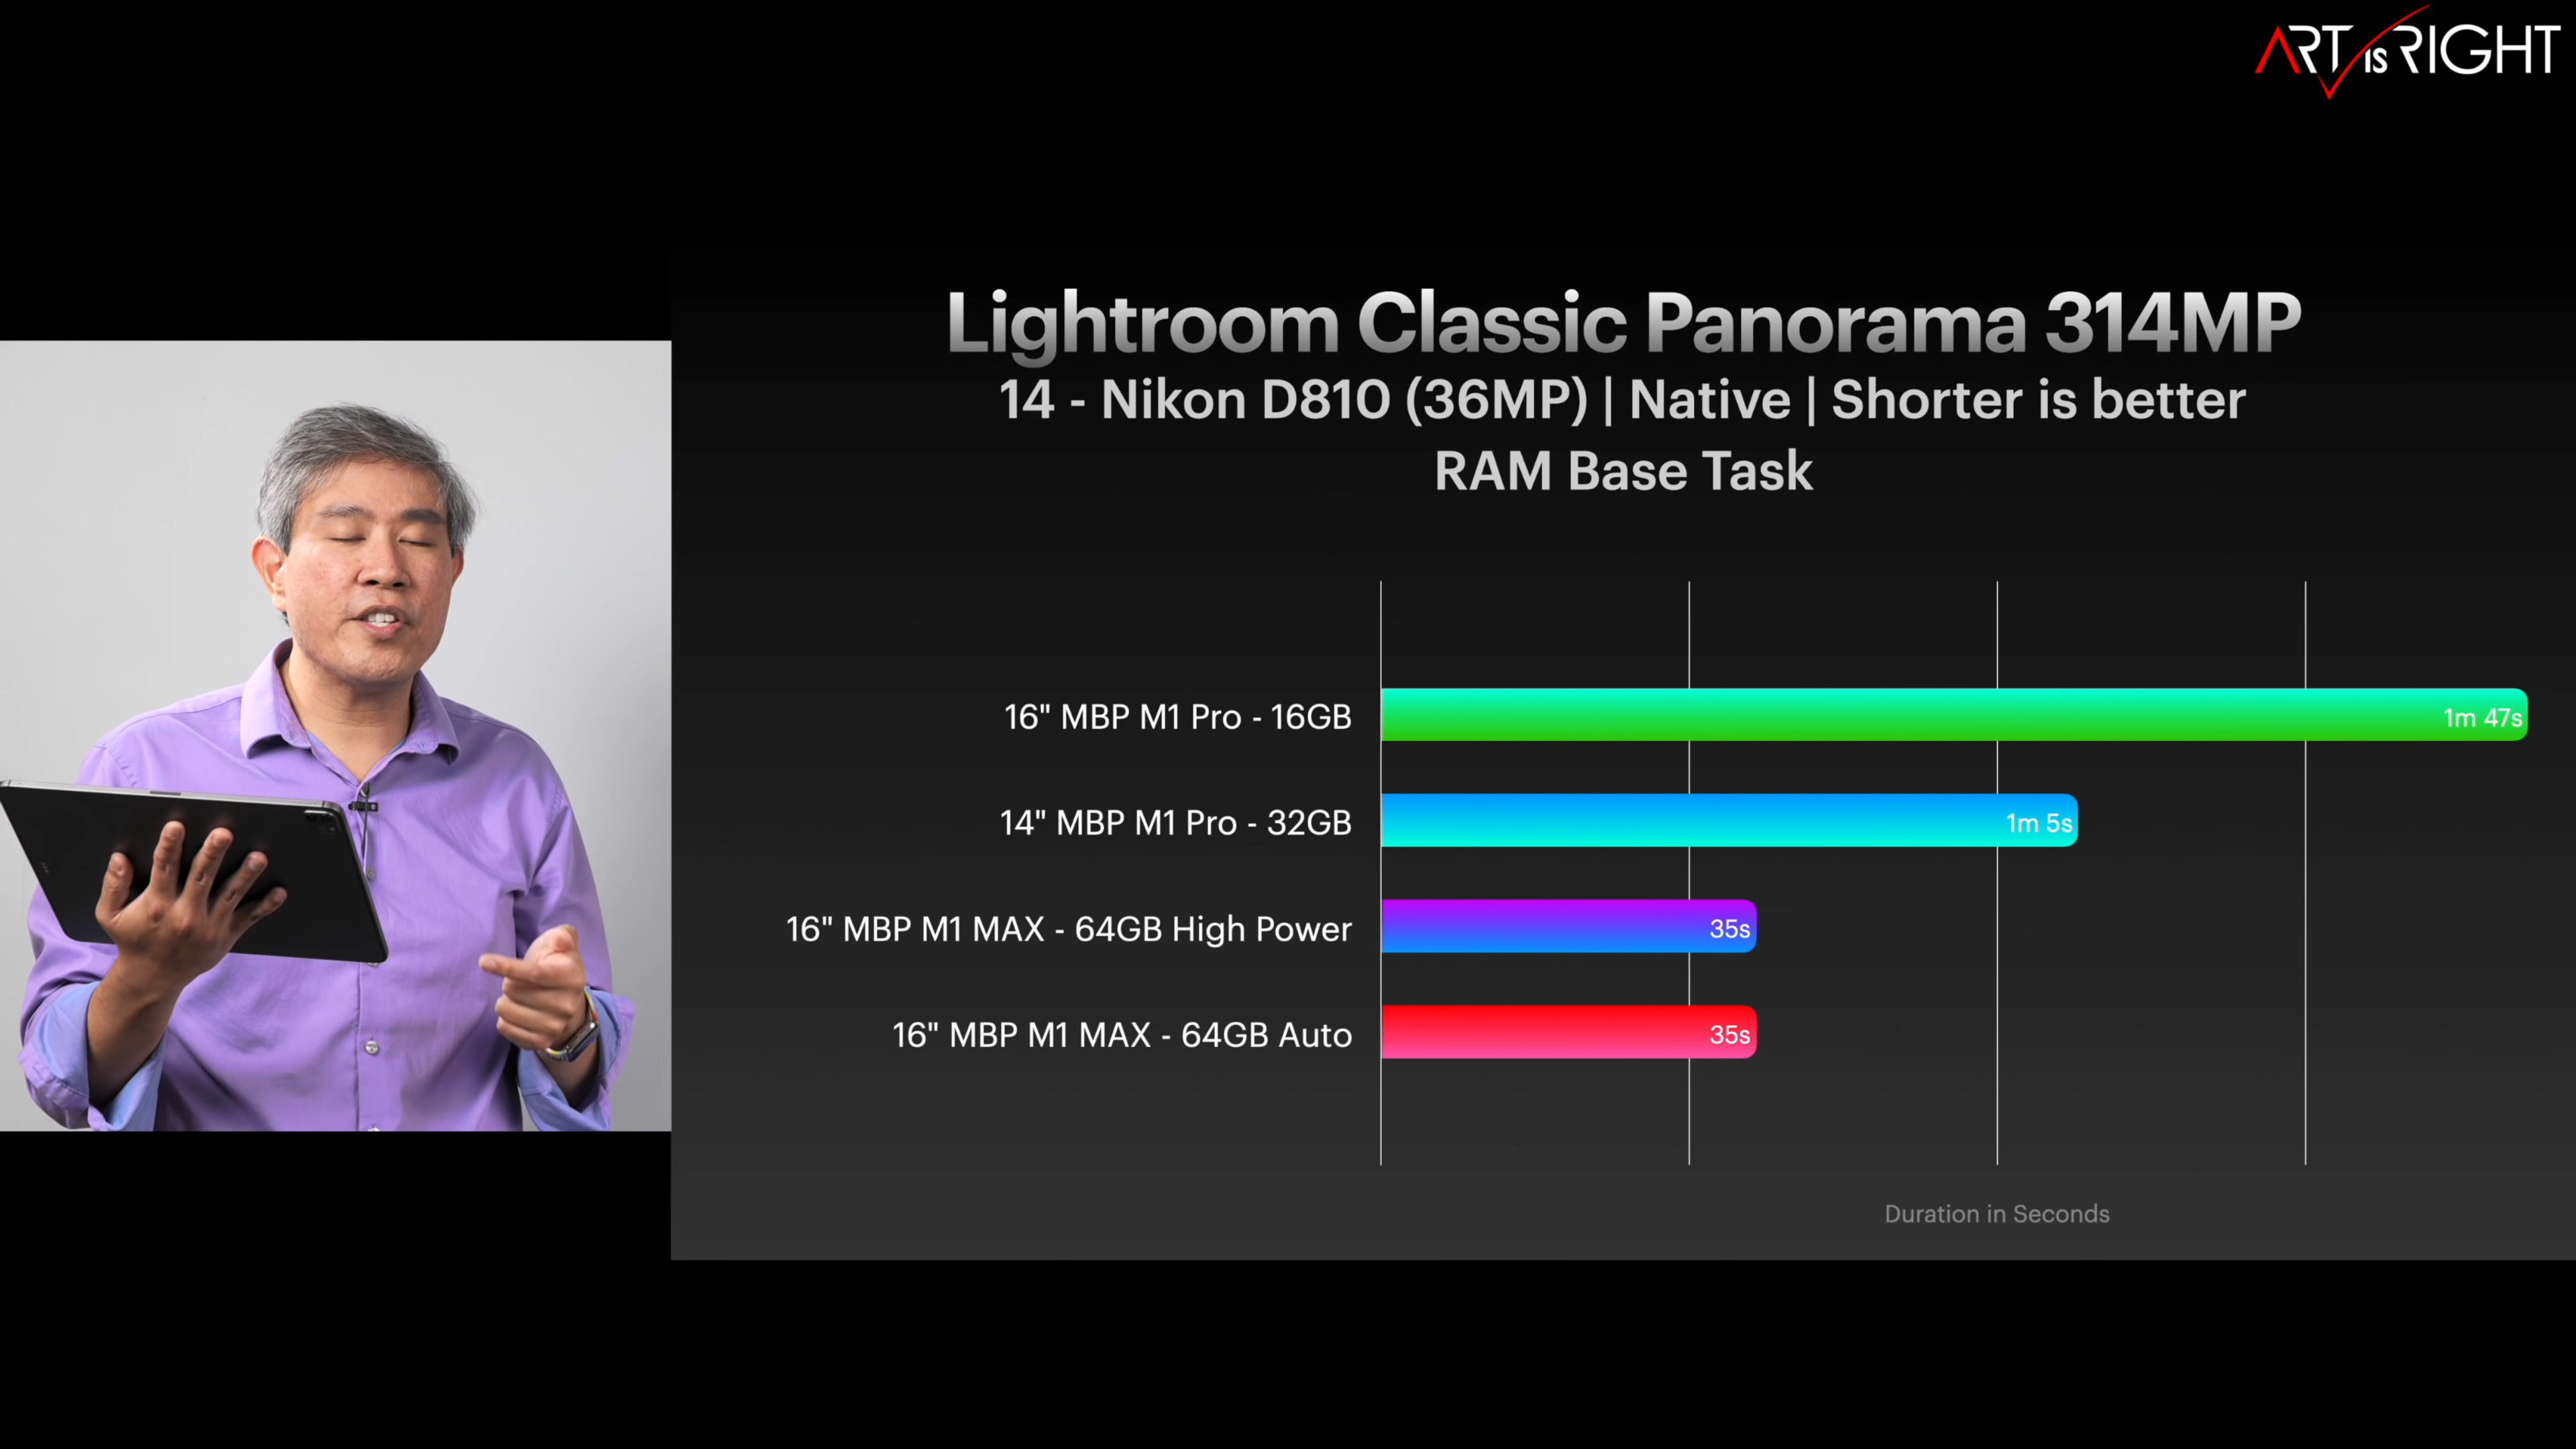 ART IS RIGHT
Lightroom Classic Panorama 314MP
14 - Nikon D810 (36MP) | Native | Shorter is better
RAM Base Task
16" MBP M1 Pro - 16GB
1m 47s
14" MBP M1 Pro - 32GB
1m 5s
16" MBP M1 MAX - 64GB High Power
35s
16" MBP M1 MAX - 64GB Auto
35s
Duration in Seconds